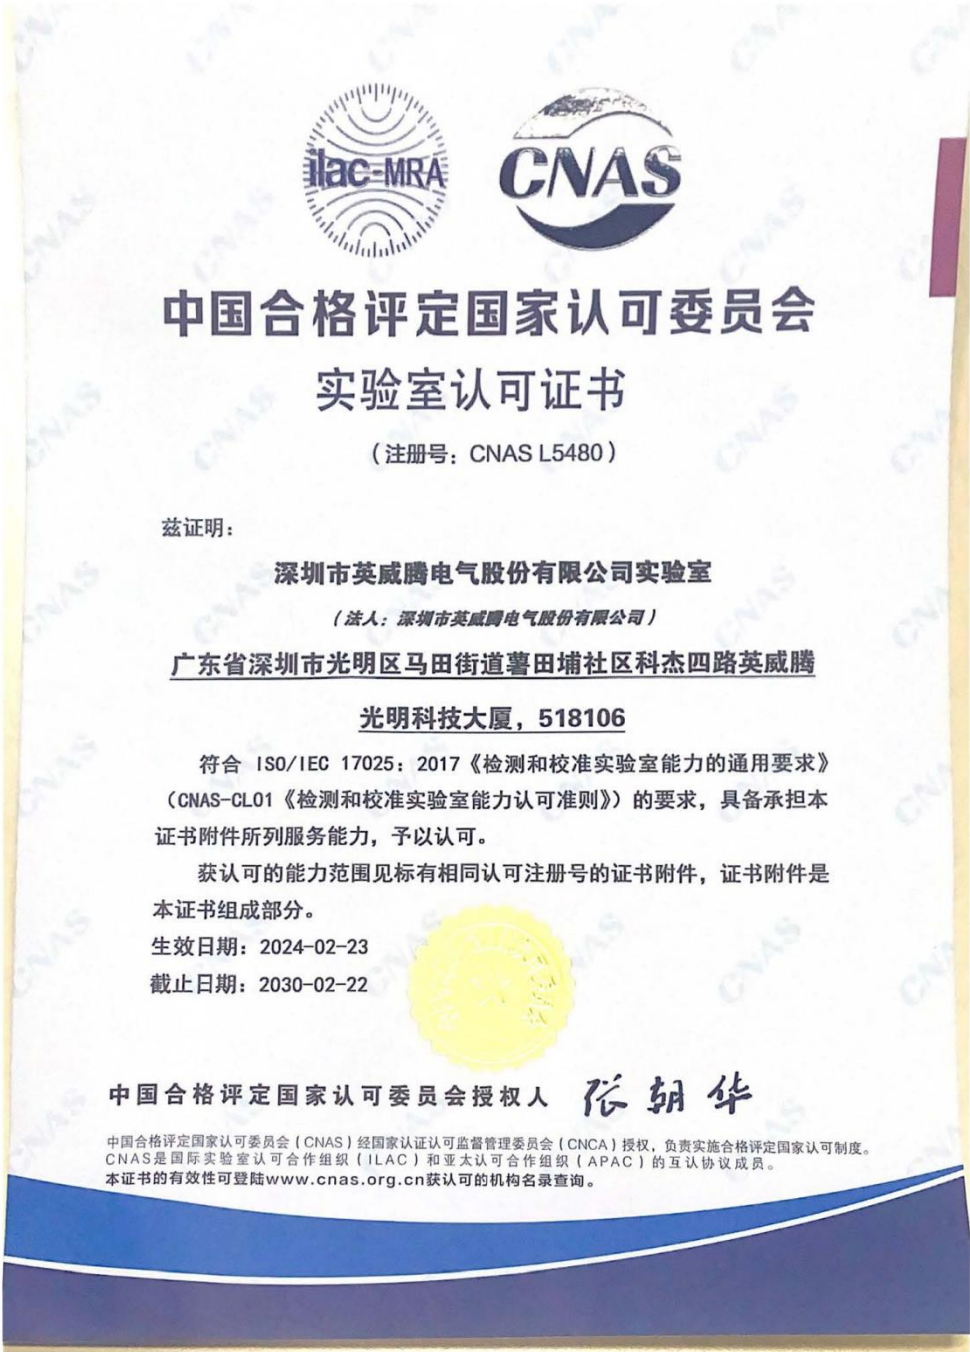 ilac-MRA
CNAS
中国合格评定国家认可委员会
实验室认可证书
（注册号：CNAS L5480）
兹证明：
深圳市英威腾电气股份有限公司实验室
（法人：深圳市英威腾电气股份有限公司）
广东省深圳市光明区马田街道薯田埔社区科杰四路英威腾
光明科技大厦，518106
符合 ISO/IEC 17025：2017《检测和校准实验室能力的通用要求》
（CNAS-CL01《检测和校准实验室能力认可准则》）的要求，具备承担本
证书附件所列服务能力，予以认可。
获认可的能力范围见标有相同认可注册号的证书附件，证书附件是
本证书组成部分。
生效日期：2024-02-23
截止日期：2030-02-22
中国合格评定国家认可委员会授权人 张朝华
中国合格评定国家认可委员会（CNAS）经国家认证认可监督管理委员会（CNCA）授权，负责实施合格评定国家认可制度。
CNAS是国际实验室认可合作组织（ILAC）和亚太认可合作组织（APAC）的互认协议成员。
本证书的有效性可登陆www.cnas.org.cn获认可的机构名录查询。